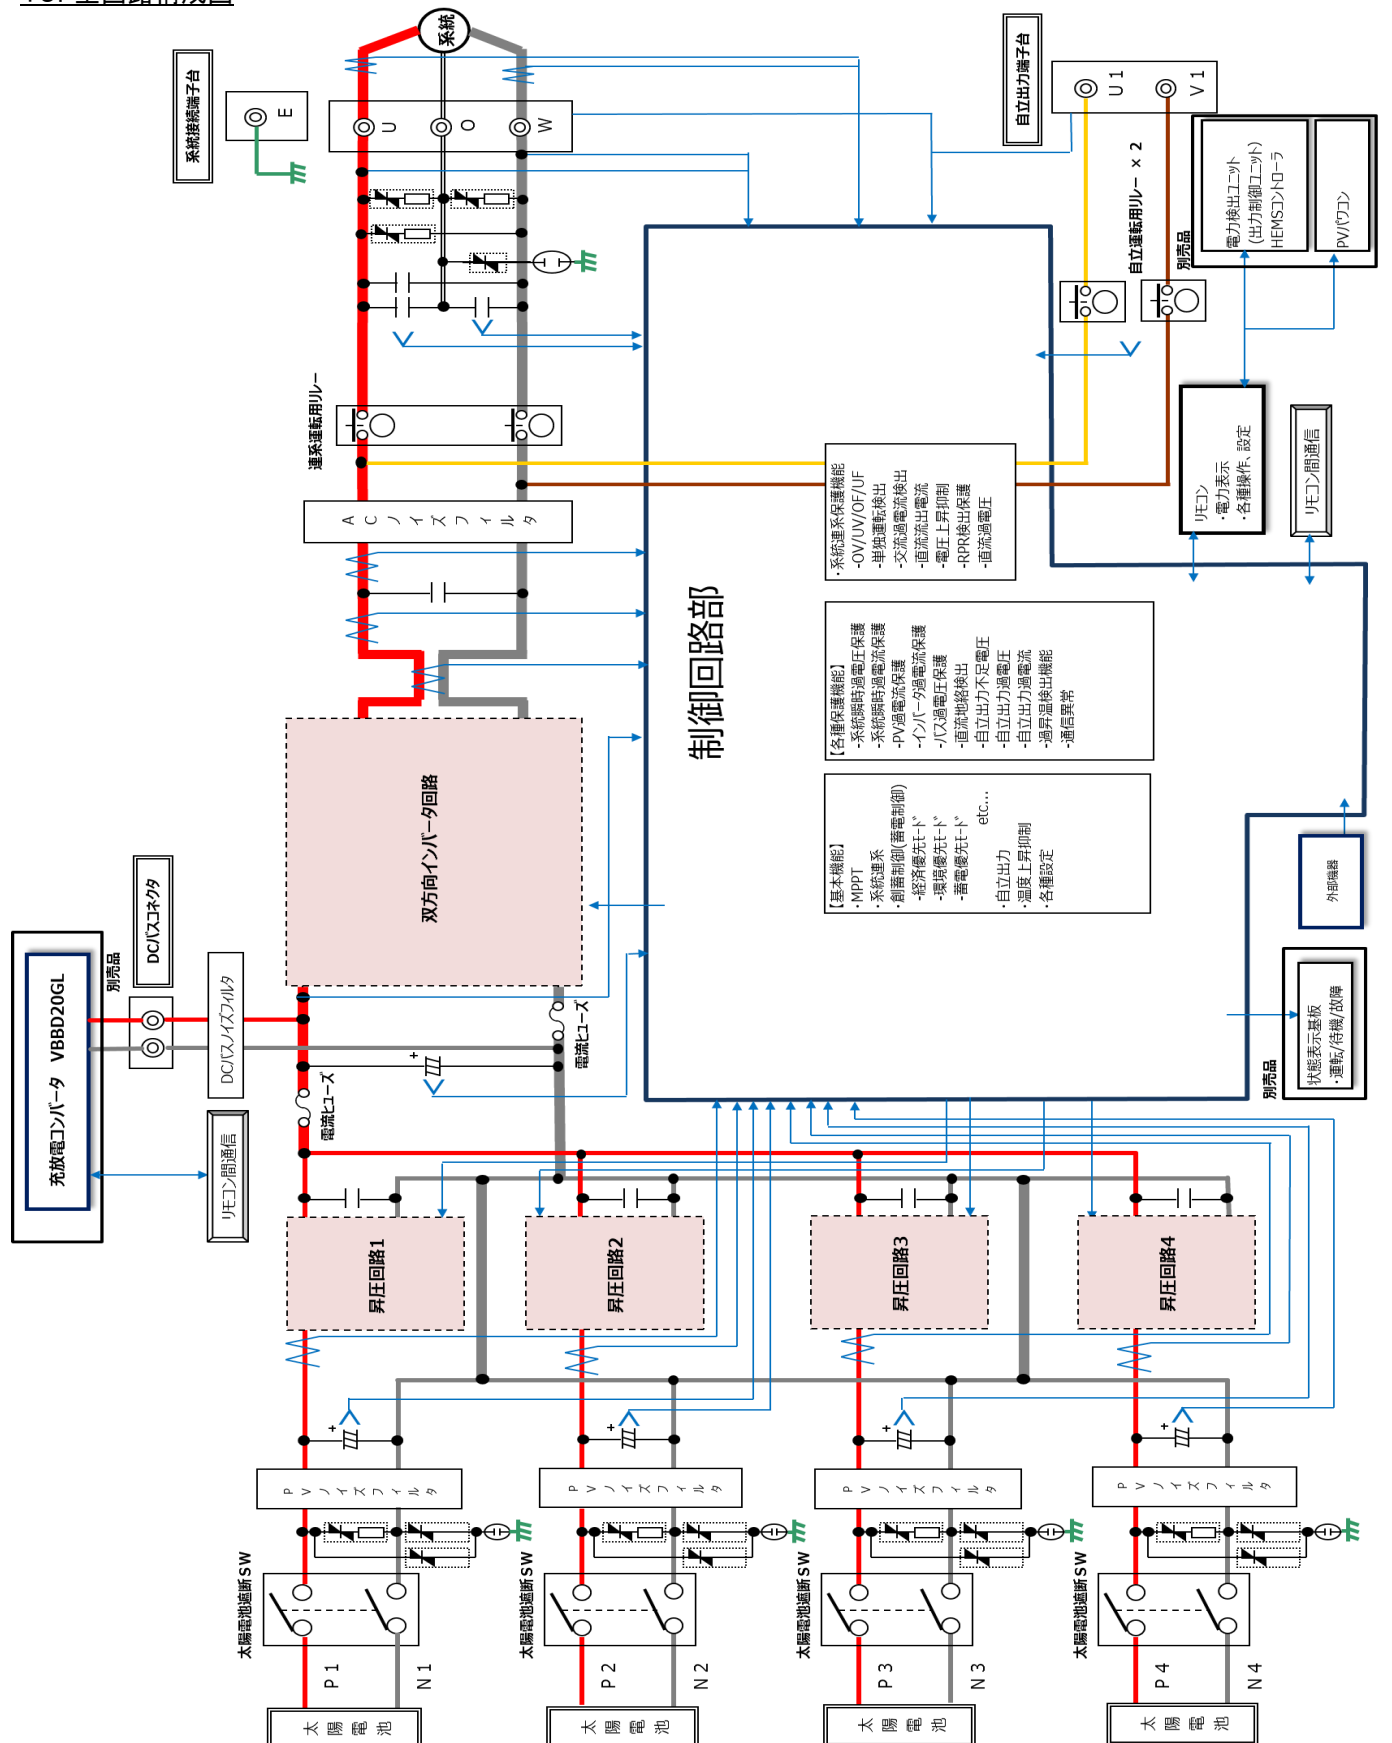 系統
系統接続端子台
E
U
O
W
自立出力端子台
U 1
V 1
自立運転用リレー × 2
別売品
電力検出ユニット
(出力制御ユニット)
HEMSコントローラ
PVパワコン
連系運転用リレー
ACノイズフィルタ
リモコン
・電力表示
・各種操作、設定
リモコン間通信
制御回路部
・系統連系保護機能
-OV/UV/OF/UF
-単独運転検出
-交流過電流検出
-直流流出電流
-電圧上昇抑制
-RPR検出保護
-直流過電圧
【各種保護機能】
-系統瞬時過電圧保護
-系統瞬時過電流保護
-PV過電流保護
-インバータ過電流保護
-バス過電圧保護
-直流地絡検出
-自立出力不足電圧
-自立出力過電圧
-自立出力過電流
-過昇温検出機能
-通信異常
【基本機能】
・MPPT
・系統連系
・創蓄制御(蓄電制御)
-経済優先モード
-環境優先モード
-蓄電優先モード
etc…
・自立出力
・温度上昇抑制
・各種設定
双方向インバータ回路
外部機器
別売品
状態表示基板
・運転/待機/故障
充放電コンバータ VBBD20GL
別売品
DCバスコネクタ
DCバスノイズフィルタ
リモコン間通信
電流ヒューズ
電流ヒューズ
+
昇圧回路1
昇圧回路2
昇圧回路3
昇圧回路4
+
+
+
+
PVノイズフィルタ
PVノイズフィルタ
PVノイズフィルタ
PVノイズフィルタ
太陽電池遮断SW
太陽電池遮断SW
太陽電池遮断SW
太陽電池遮断SW
P 1
N 1
P 2
N 2
P 3
N 3
P 4
N 4
太陽電池
太陽電池
太陽電池
太陽電池